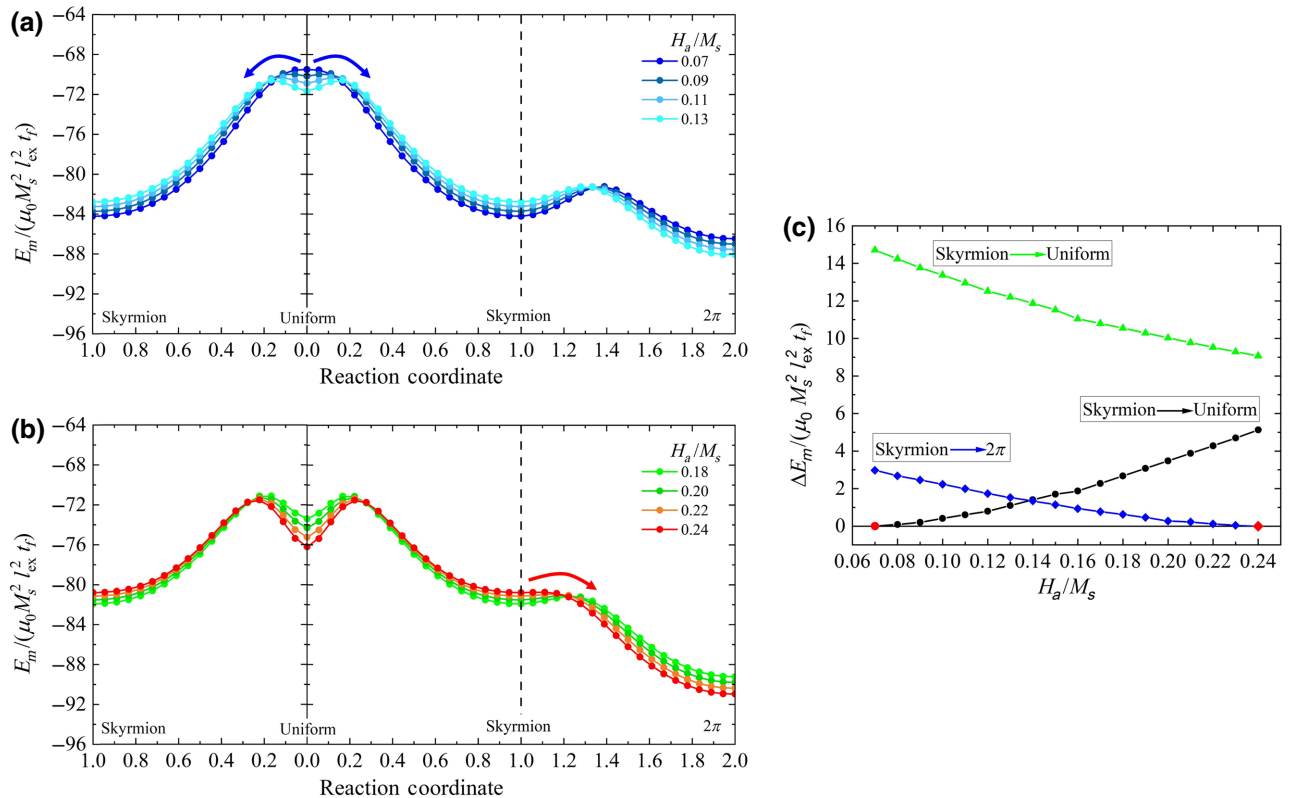 (a)
−64
−68
−72
−76
−80
−84
−88
−92
−96
E_m/(μ_0 M_s^2 l_ex^2 t_f)
H_a/M_s
0.07
0.09
0.11
0.13
Skyrmion Uniform Skyrmion 2π
1.0 0.8 0.6 0.4 0.2 0.0 0.2 0.4 0.6 0.8 1.0 1.2 1.4 1.6 1.8 2.0
Reaction coordinate
(b)
−64
−68
−72
−76
−80
−84
−88
−92
−96
E_m/(μ_0 M_s^2 l_ex^2 t_f)
H_a/M_s
0.18
0.20
0.22
0.24
Skyrmion Uniform Skyrmion 2π
1.0 0.8 0.6 0.4 0.2 0.0 0.2 0.4 0.6 0.8 1.0 1.2 1.4 1.6 1.8 2.0
Reaction coordinate
(c)
16
14
12
10
8
6
4
2
0
ΔE_m/(μ_0 M_s^2 l_ex^2 t_f)
Skyrmion → Uniform
Skyrmion → Uniform
Skyrmion → 2π
0.06 0.08 0.10 0.12 0.14 0.16 0.18 0.20 0.22 0.24
H_a/M_s